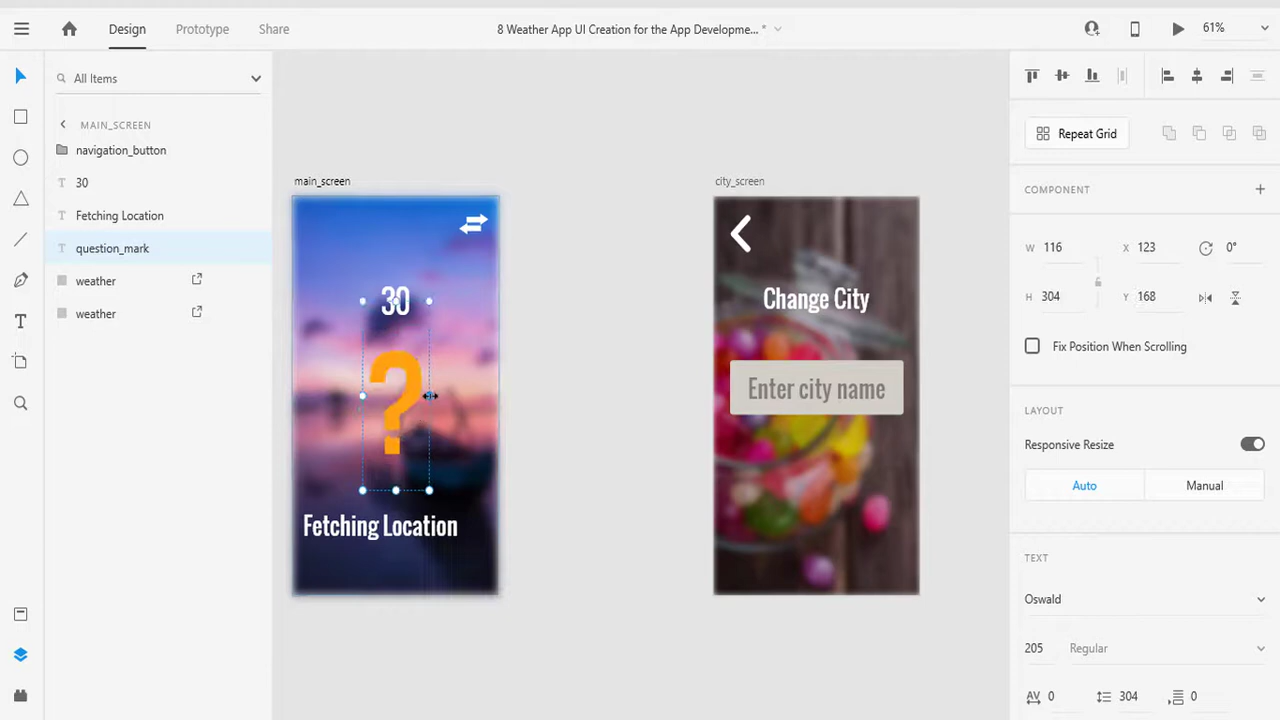 Design
Prototype
Share
8 Weather App UI Creation for the App Developme... *
61%
All Items
MAIN_SCREEN
navigation_button
30
Fetching Location
question_mark
weather
weather
main_screen
30
?
Fetching Location
city_screen
Change City
Enter city name
Repeat Grid
COMPONENT
W 116 X 123 0°
H 304 Y 168
Fix Position When Scrolling
LAYOUT
Responsive Resize
Auto Manual
TEXT
Oswald
205 Regular
AV 0 304 0